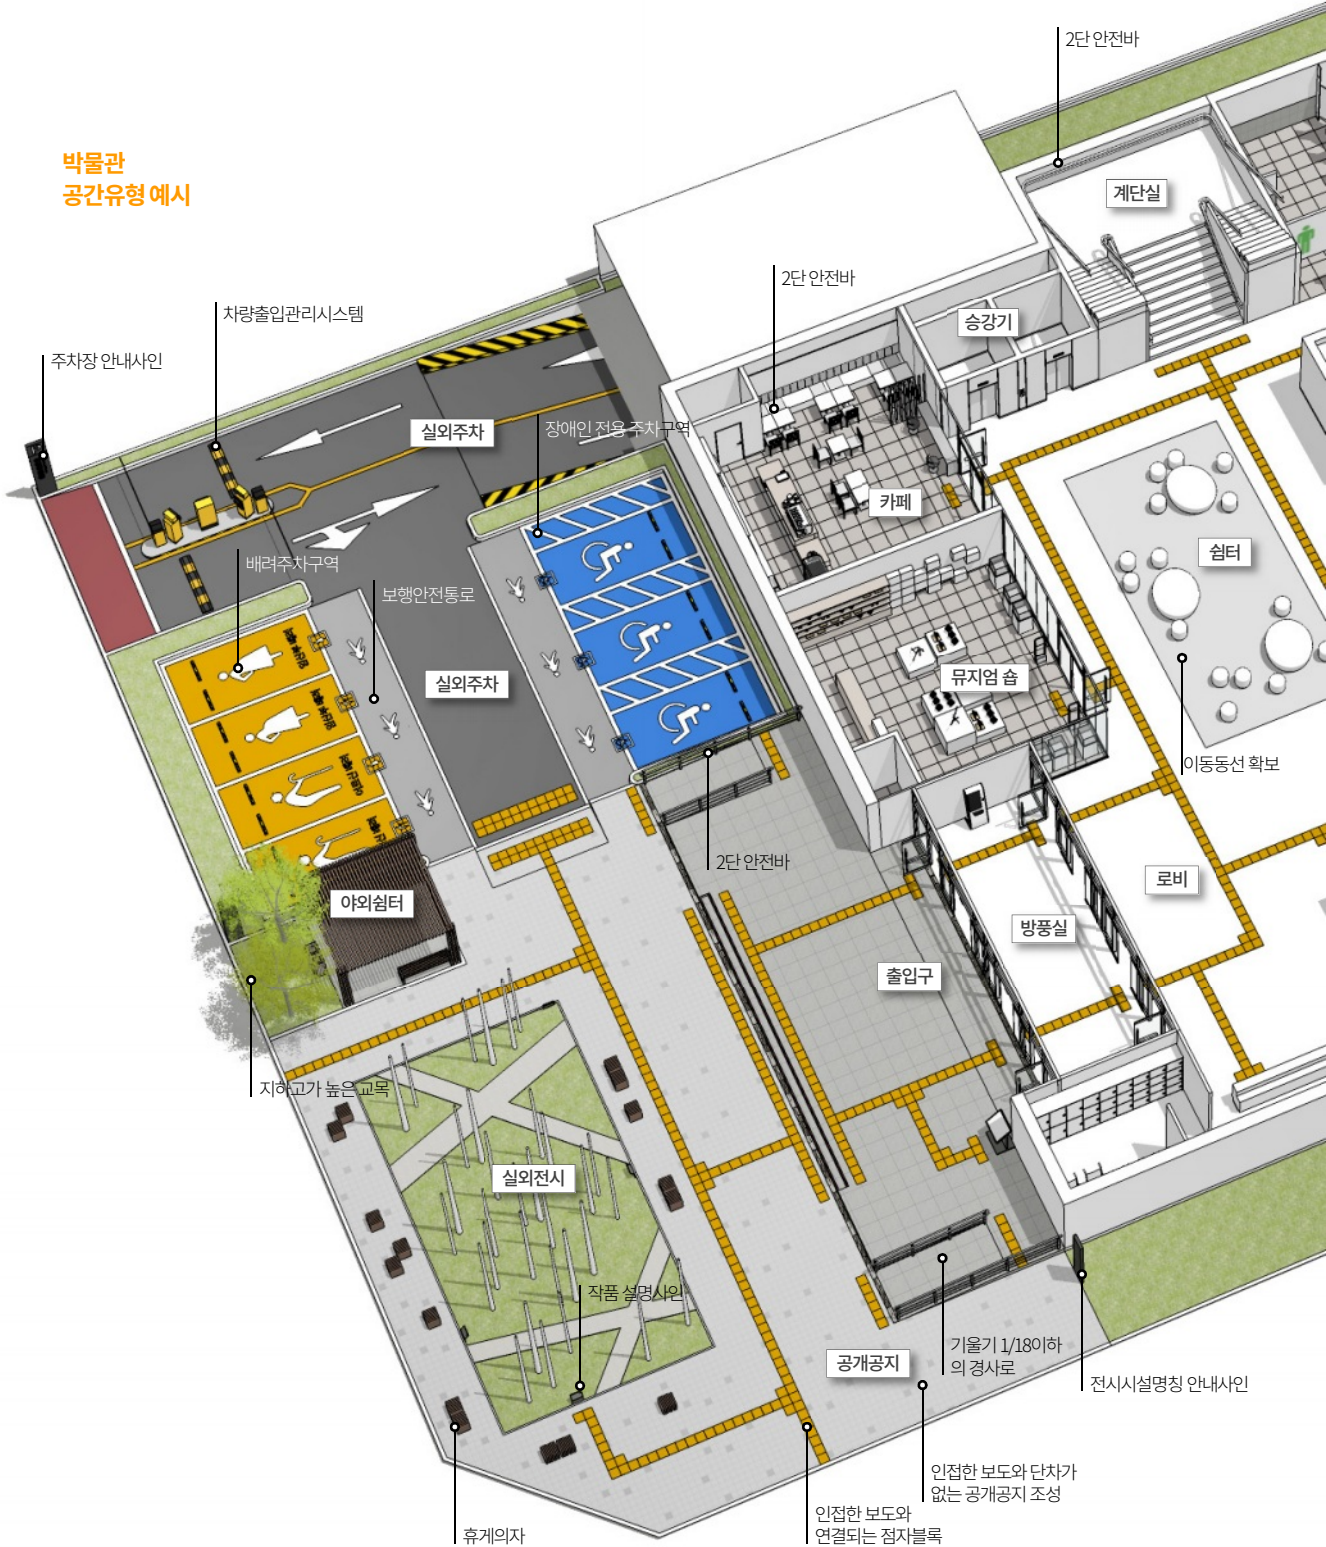 2단 안전바
박물관
공간유형 예시
계단실
2단 안전바
차량출입관리시스템
승강기
주차장 안내사인
실외주차
장애인 전용 주차구역
카페
쉼터
배려주차구역
보행안전통로
실외주차
뮤지엄 숍
이동동선 확보
2단 안전바
로비
야외쉼터
방풍실
출입구
지하고가 높은 교목
실외전시
작품 설명사인
기울기 1/18이하
의 경사로
공개공지
전시시설명칭 안내사인
인접한 보도와 단차가
없는 공개공지 조성
인접한 보도와
연결되는 점자블록
휴게의자